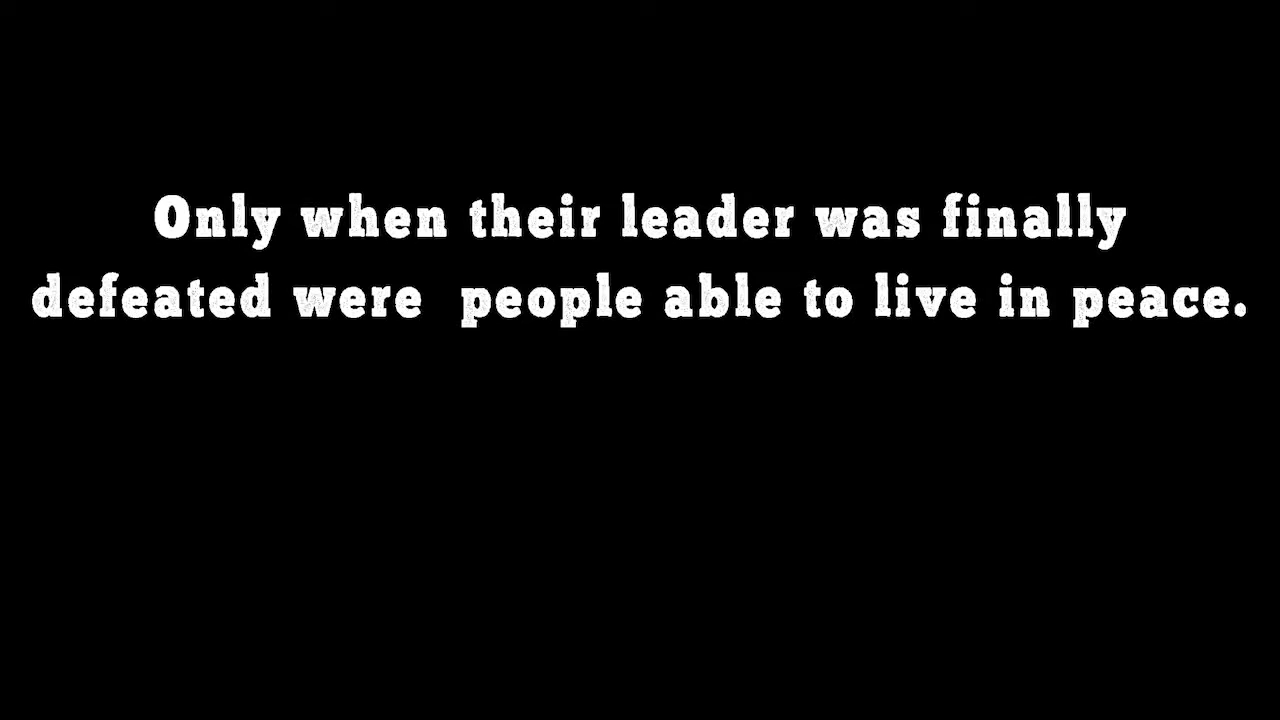 Only when their leader was finally
defeated were  people able to live in peace.